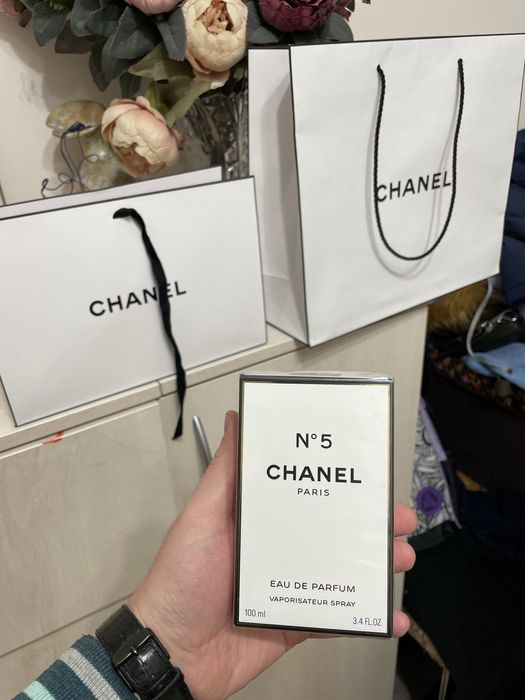 CHANEL
CHANEL
N°5
CHANEL
PARIS
EAU DE PARFUM
VAPORISATEUR SPRAY
100 ml
3.4 FL.OZ